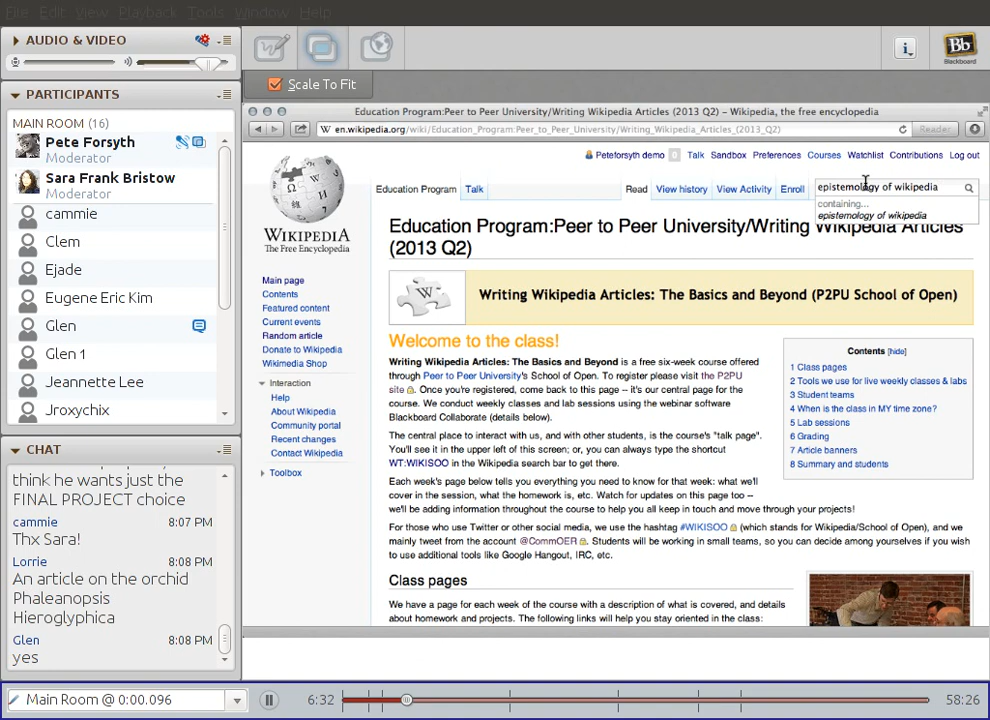 File Edit View Playback Tools Window Help
AUDIO & VIDEO
PARTICIPANTS
MAIN ROOM (16)
Pete Forsyth
Moderator
Sara Frank Bristow
Moderator
cammie
Clem
Ejade
Eugene Eric Kim
Glen
Glen 1
Jeannette Lee
Jroxychix
CHAT
think he wants just the
FINAL PROJECT choice
cammie 8:07 PM
Thx Sara!
Lorrie 8:08 PM
An article on the orchid
Phaleanopsis
Hieroglyphica
Glen 8:08 PM
yes
Main Room @ 0:00.096
6:32
58:26
i
Bb
Blackboard
Scale To Fit
Education Program:Peer to Peer University/Writing Wikipedia Articles (2013 Q2) – Wikipedia, the free encyclopedia
W en.wikipedia.org/wiki/Education_Program:Peer_to_Peer_University/Writing_Wikipedia_Articles_(2013_Q2)
Reader
Peteforsyth demo 0 Talk Sandbox Preferences Courses Watchlist Contributions Log out
Education Program Talk Read View history View Activity Enroll
epistemology of wikipedia
containing...
epistemology of wikipedia
WIKIPEDIA
The Free Encyclopedia
Main page
Contents
Featured content
Current events
Random article
Donate to Wikipedia
Wikimedia Shop
Interaction
Help
About Wikipedia
Community portal
Recent changes
Contact Wikipedia
Toolbox
Education Program:Peer to Peer University/Writing Wikipedia Articles
(2013 Q2)
W
Writing Wikipedia Articles: The Basics and Beyond (P2PU School of Open)
Welcome to the class!
Writing Wikipedia Articles: The Basics and Beyond is a free six-week course offered
through Peer to Peer University's School of Open. To register please visit the P2PU
site. Once you're registered, come back to this page -- it's our central page for the
course. We conduct weekly classes and lab sessions using the webinar software
Blackboard Collaborate (details below).
The central place to interact with us, and with other students, is the course's "talk page".
You'll see it in the upper left of this screen; or, you can always type the shortcut
WT:WIKISOO in the Wikipedia search bar to get there.
Each week's page below tells you everything you need to know for that week: what we'll
cover in the session, what the homework is, etc. Watch for updates on this page too --
we'll be adding information throughout the course to help you all keep in touch and move through your projects!
For those who use Twitter or other social media, we use the hashtag #WIKISOO (which stands for Wikipedia/School of Open), and we
mainly tweet from the account @CommOER. Students will be working in small teams, so you can decide among yourselves if you wish
to use additional tools like Google Hangout, IRC, etc.
Contents [hide]
1 Class pages
2 Tools we use for live weekly classes & labs
3 Student teams
4 When is the class in MY time zone?
5 Lab sessions
6 Grading
7 Article banners
8 Summary and students
Class pages
We have a page for each week of the course with a description of what is covered, and details
about homework and projects. The following links will help you stay oriented in the class: